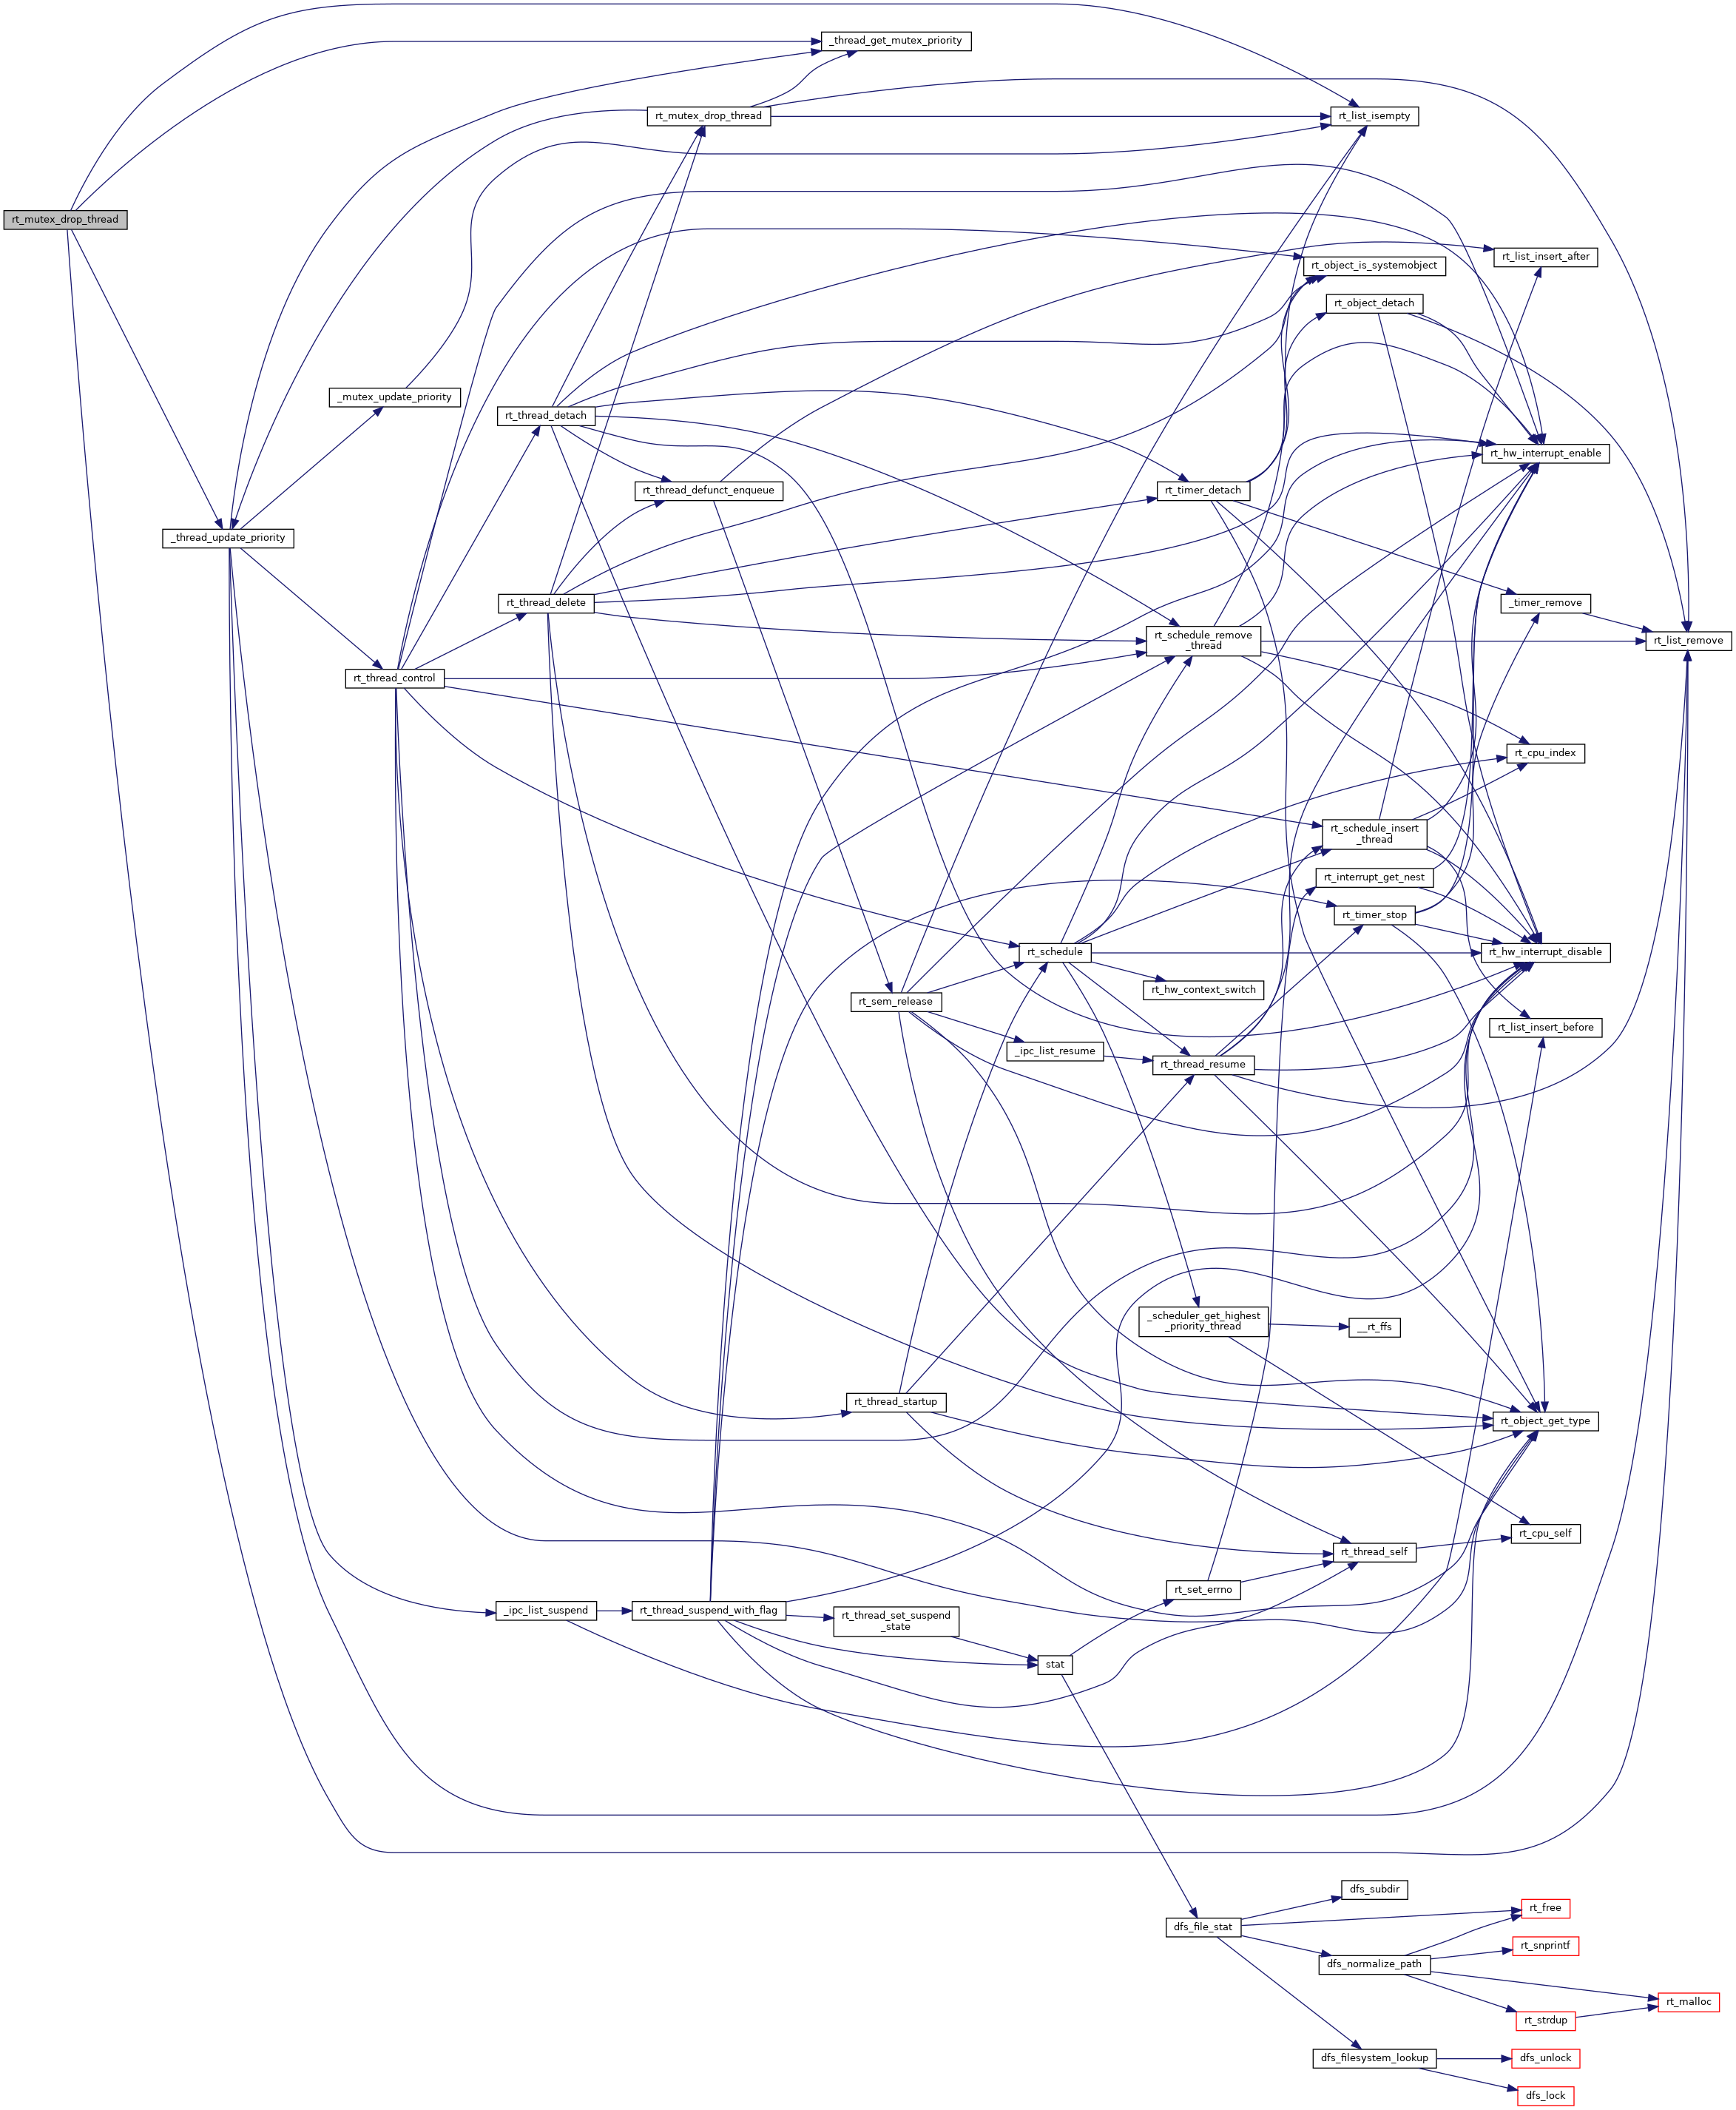 _thread_get_mutex_priority
rt_mutex_drop_thread
rt_list_isempty
rt_mutex_drop_thread
rt_list_insert_after
rt_object_is_systemobject
rt_object_detach
_mutex_update_priority
rt_thread_detach
rt_hw_interrupt_enable
rt_thread_defunct_enqueue
rt_timer_detach
_thread_update_priority
rt_thread_delete
_timer_remove
rt_schedule_remove
_thread
rt_list_remove
rt_thread_control
rt_cpu_index
rt_schedule_insert
_thread
rt_interrupt_get_nest
rt_timer_stop
rt_schedule
rt_hw_interrupt_disable
rt_hw_context_switch
rt_sem_release
rt_list_insert_before
_ipc_list_resume
rt_thread_resume
_scheduler_get_highest
_priority_thread
__rt_ffs
rt_thread_startup
rt_object_get_type
rt_cpu_self
rt_thread_self
rt_set_errno
_ipc_list_suspend
rt_thread_suspend_with_flag
rt_thread_set_suspend
_state
stat
dfs_subdir
rt_free
dfs_file_stat
rt_snprintf
dfs_normalize_path
rt_malloc
rt_strdup
dfs_filesystem_lookup
dfs_unlock
dfs_lock